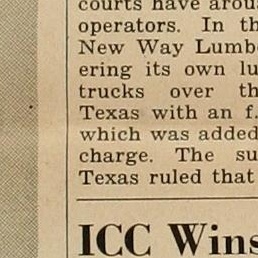 courts have arou
operators. In th
New Way Lumbe
ering its own lu
trucks over th
Texas with an f.
which was added
charge. The su
Texas ruled that
ICC Wins